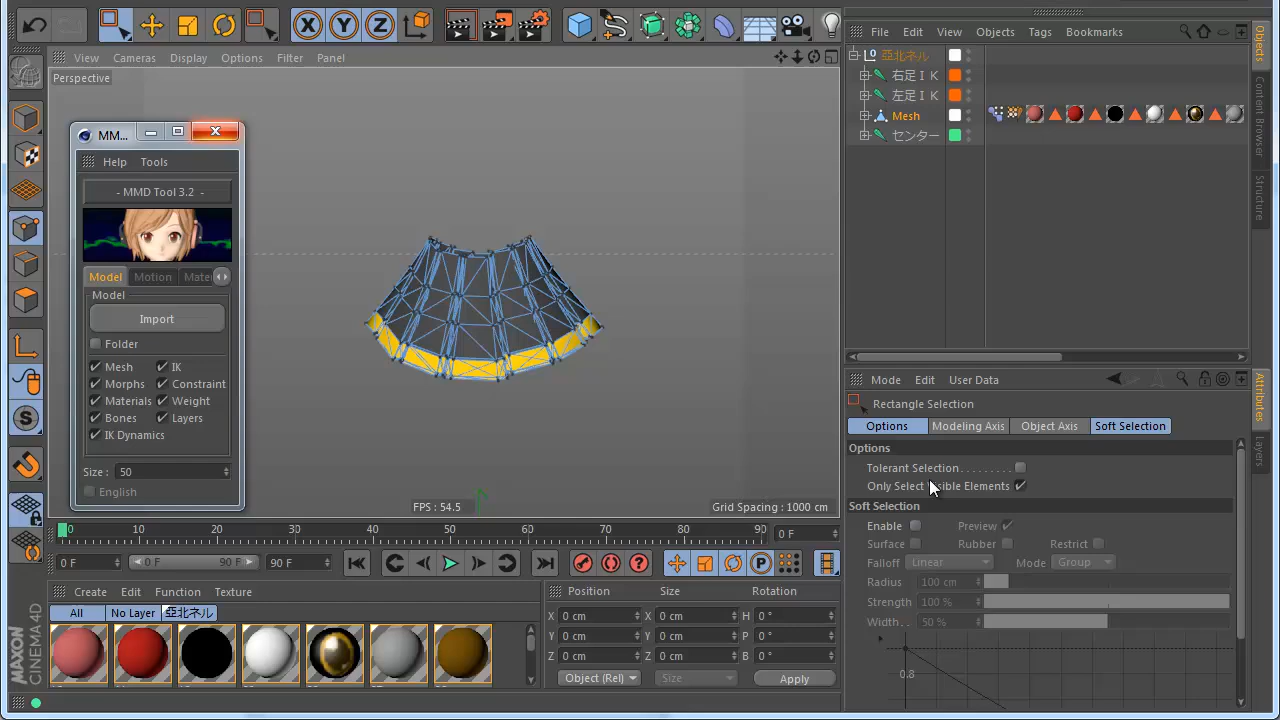 X Y Z
View Cameras Display Options Filter Panel
Perspective
MM...
Help Tools
- MMD Tool 3.2 -
Model Motion Mate
Model
Import
Folder
Mesh IK
Morphs Constraint
Materials Weight
Bones Layers
IK Dynamics
Size : 50
English
FPS : 54.5
Grid Spacing : 1000 cm
0 10 20 30 40 50 60 70 80 90 0 F
0 F 0 F 90 F 90 F
Create Edit Function Texture
All No Layer 亞北ネル
Position Size Rotation
X 0 cm X 0 cm H 0 °
Y 0 cm Y 0 cm P 0 °
Z 0 cm Z 0 cm B 0 °
Object (Rel) Size Apply
MAXON
CINEMA 4D
File Edit View Objects Tags Bookmarks
亞北ネル
右足ＩＫ
左足ＩＫ
Mesh
センター
Objects
Content Browser
Structure
Mode Edit User Data
Rectangle Selection
Options Modeling Axis Object Axis Soft Selection
Options
Tolerant Selection. . . . . . . . .
Only Select Visible Elements
Soft Selection
Enable Preview
Surface Rubber Restrict
Falloff Linear Mode Group
Radius 100 cm
Strength 100 %
Width. . 50 %
0.8
Attributes
Layers